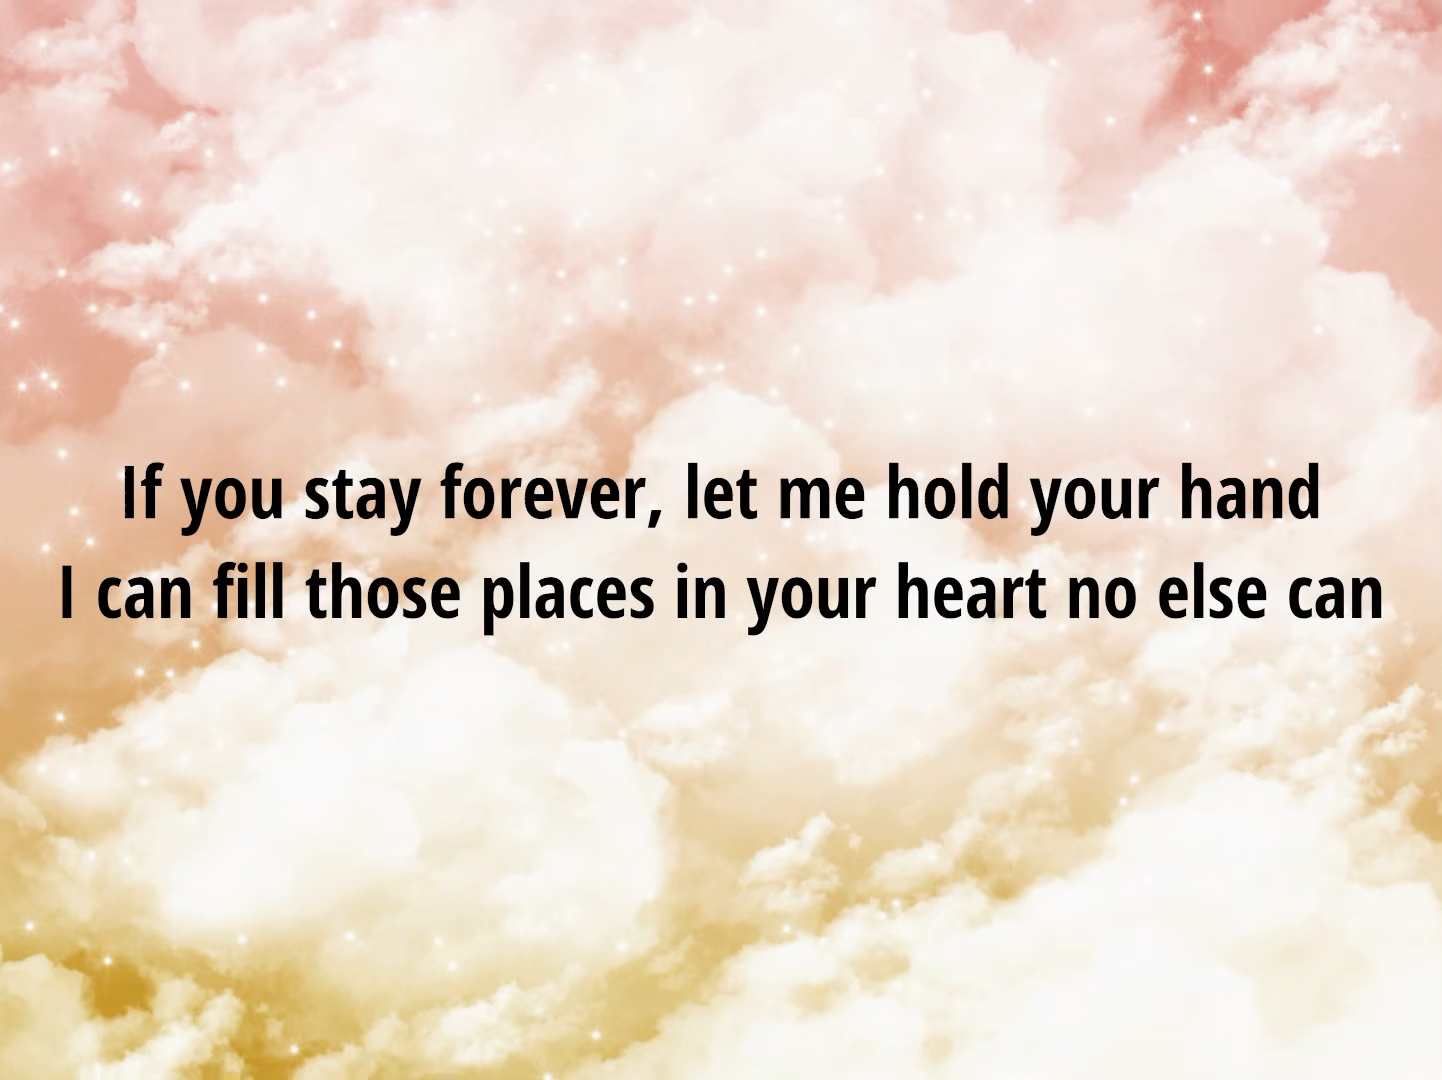 If you stay forever, let me hold your hand
I can fill those places in your heart no else can